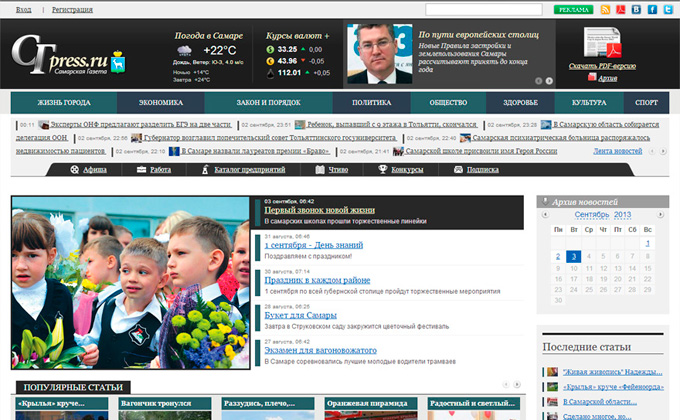 Вход | Регистрация
РЕКЛАМА
СГpress.ru
Самарская Газета
Погода в Самаре
+22°C
Дождь, Ветер: Ю-З, 4.0 м/с
Ночью +14°C
Завтра +24°C
Курсы валют +
$ 33.25 0,00
€ 43.96 -0,05
¥ 112.01 +0,05
По пути европейских столиц
Новые Правила застройки и
землепользования Самары
рассчитывают принять до конца
года
Скачать PDF-версию
Архив
ЖИЗНЬ ГОРОДА ЭКОНОМИКА ЗАКОН И ПОРЯДОК ПОЛИТИКА ОБЩЕСТВО ЗДОРОВЬЕ КУЛЬТУРА СПОРТ
00:11 Эксперты ОНФ предлагают разделить ЕГЭ на две части 02 сентября, 23:51 Ребенок, выпавший с 0 этажа в Тольятти, скончался. 02 сентября, 23:28 В Самарскую область собирается
делегация ООН 02 сентября, 22:56 Губернатор возглавил попечительский совет Тольяттинского госуниверситета 02 сентября, 22:40 Самарская психиатрическая больница распоряжалось
недвижимостью пациентов 02 сентября, 22:10 В Самаре назвали лауреатов премии «Браво» 02 сентября, 21:41 Самарской школе присвоили имя Героя России Лента новостей
Афиша Работа Каталог предприятий Чтиво Конкурсы Подписка
03 сентября, 06:42
Первый звонок новой жизни
В самарских школах прошли торжественные линейки
31 августа, 06:46
1 сентября - День знаний
Поздравляем с праздником!
30 августа, 07:14
Праздник в каждом районе
1 сентября по всей губернской столице пройдут торжественные мероприятия
28 августа, 06:25
Букет для Самары
Завтра в Струковском саду закружится цветочный фестиваль
26 августа, 06:31
Экзамен для вагоновожатого
В Самаре соревновались лучшие молодые водители трамваев
Архив новостей
Сентябрь 2013
Пн Вт Ср Чт Пт Сб Вс
1
2 3 4 5 6 7 8
9 10 11 12 13 14 15
16 17 18 19 20 21 22
23 24 25 26 27 28 29
30
Последние статьи
"Живая живопись" Надежды...
«Крылья» круче «Фейенорда»
В Самарской области...
Сделано многое, но...
ПОПУЛЯРНЫЕ СТАТЬИ
«Крылья» круче... Вагончик тронулся Раззудись, плечо,... Оранжевая пирамида Радостный и светлый...